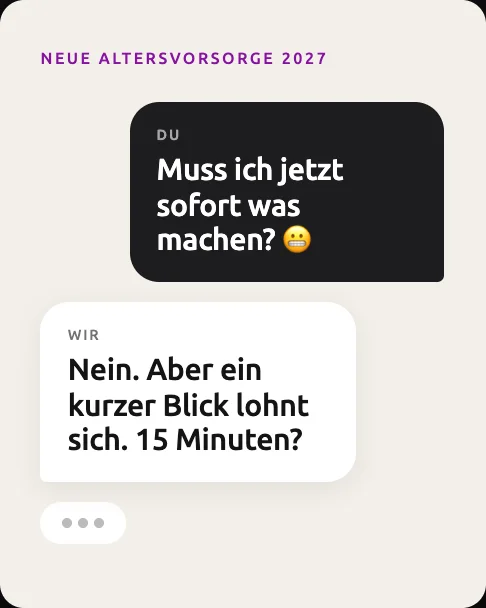 NEUE ALTERSVORSORGE 2027
DU
Muss ich jetzt
sofort was
machen? 😬
WIR
Nein. Aber ein
kurzer Blick lohnt
sich. 15 Minuten?